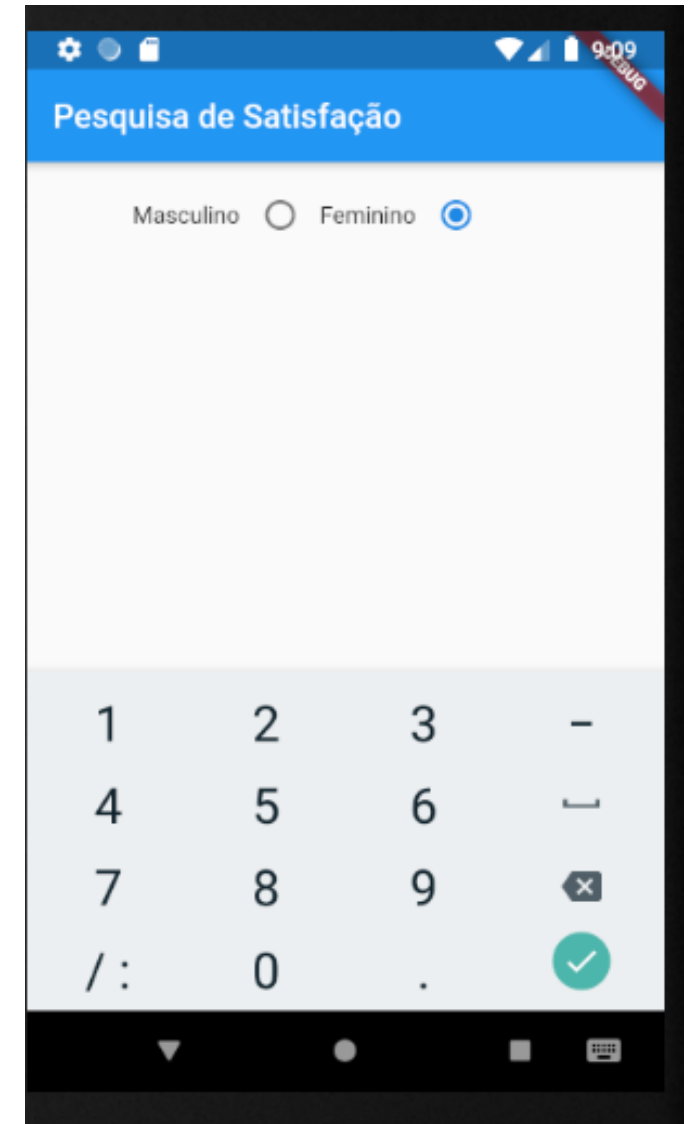 9:09
DEBUG
Pesquisa de Satisfação
Masculino Feminino
1 2 3 -
4 5 6
7 8 9
/ : 0 .